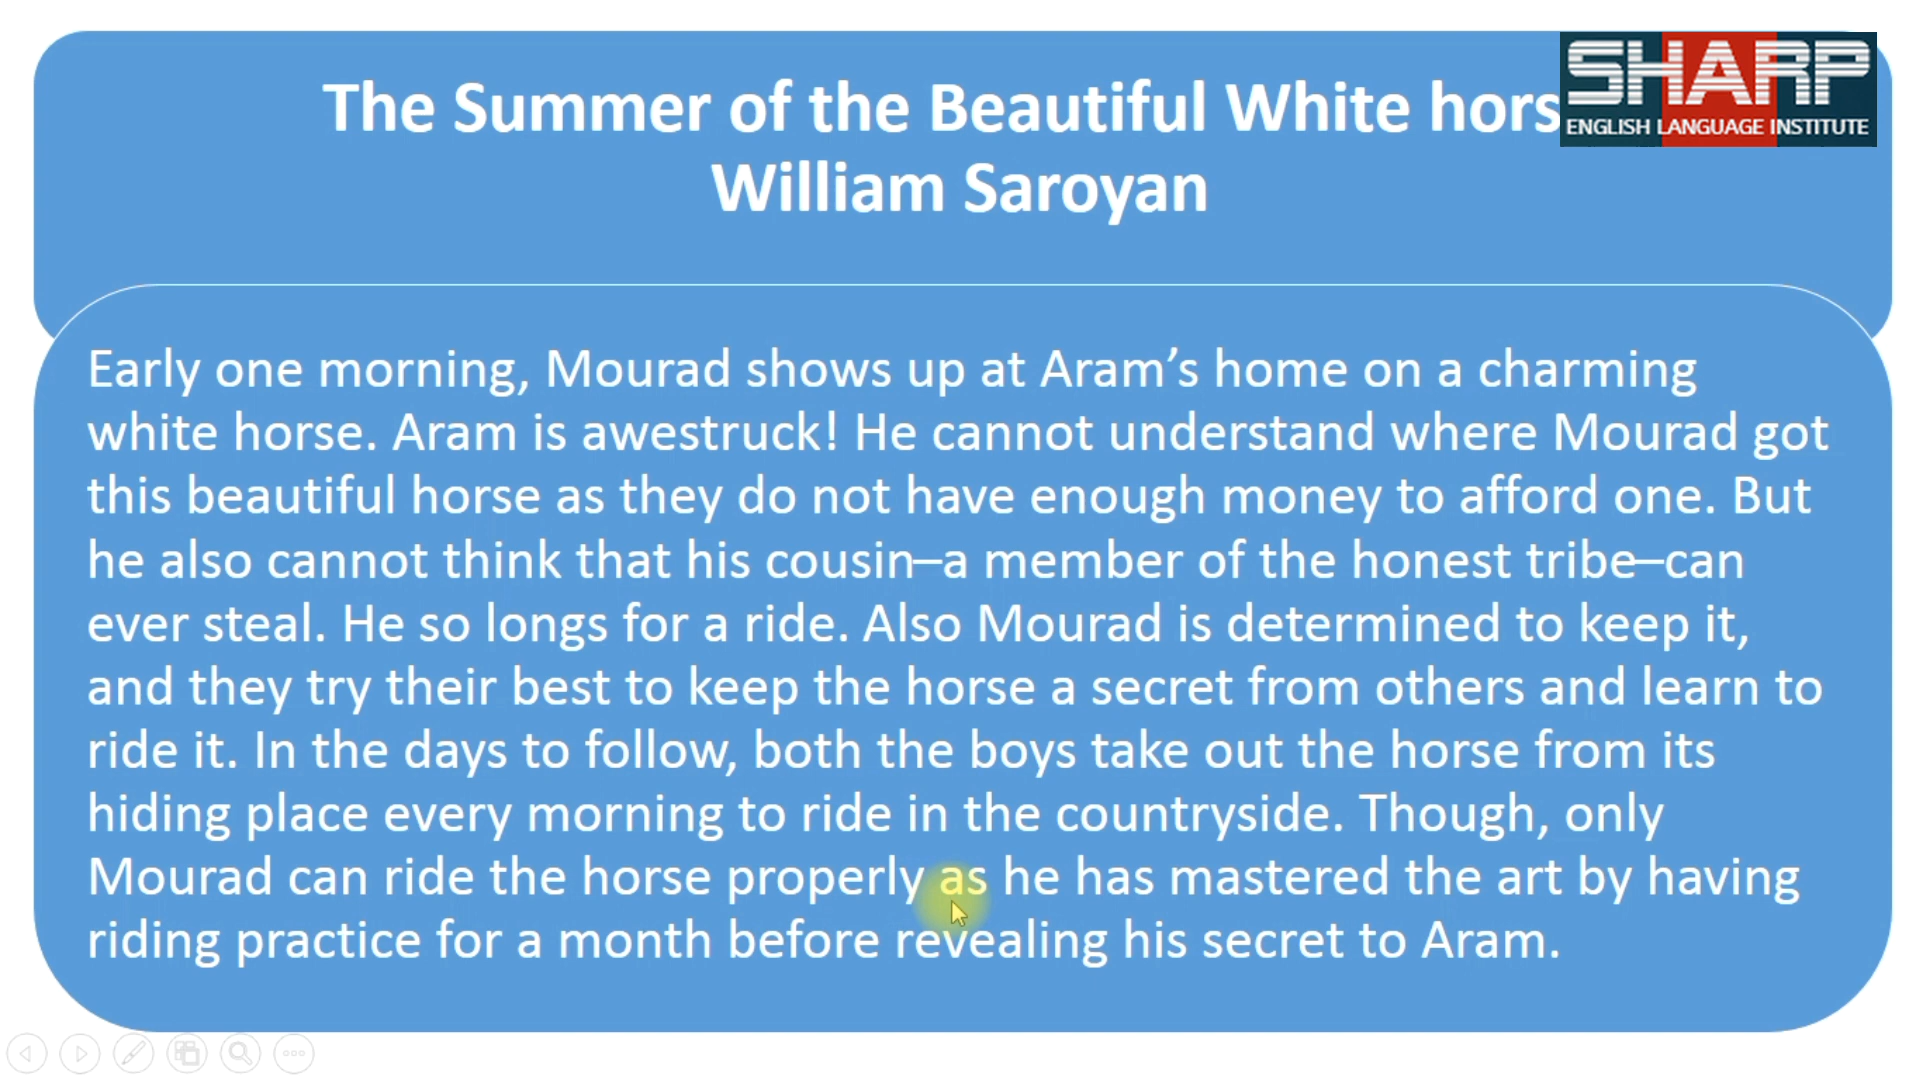 The Summer of the Beautiful White hors
SHARP
ENGLISH LANGUAGE INSTITUTE
William Saroyan
Early one morning, Mourad shows up at Aram’s home on a charming
white horse. Aram is awestruck! He cannot understand where Mourad got
this beautiful horse as they do not have enough money to afford one. But
he also cannot think that his cousin–a member of the honest tribe–can
ever steal. He so longs for a ride. Also Mourad is determined to keep it,
and they try their best to keep the horse a secret from others and learn to
ride it. In the days to follow, both the boys take out the horse from its
hiding place every morning to ride in the countryside. Though, only
Mourad can ride the horse properly as he has mastered the art by having
riding practice for a month before revealing his secret to Aram.